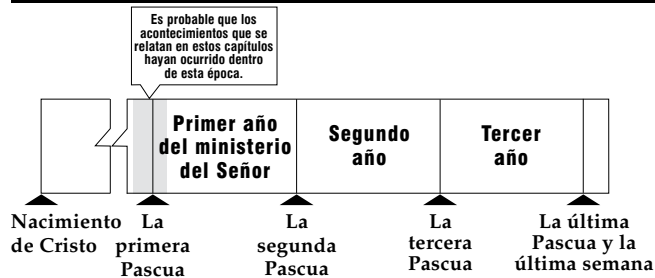 Es probable que los
acontecimientos que se
relatan en estos capítulos
hayan ocurrido dentro
de esta época.
Primer año
del ministerio
del Señor
Segundo
año
Tercer
año
Nacimiento
de Cristo
La
primera
Pascua
La
segunda
Pascua
La
tercera
Pascua
La última
Pascua y la
última semana